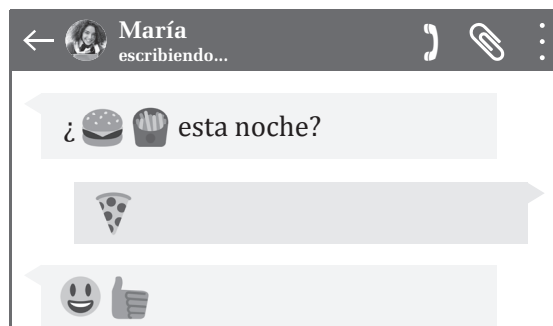 María
escribiendo...
¿🍔🍟 esta noche?
🍕
😃👍